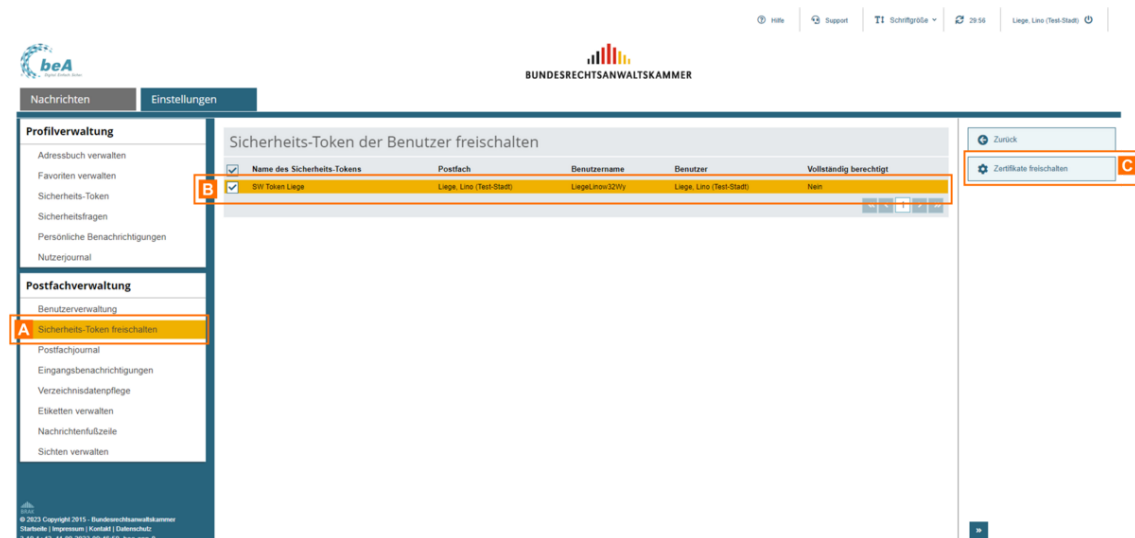 Hilfe Support Schriftgröße 29:56 Liege, Lino (Test-Stadt)
beA
BUNDESRECHTSANWALTSKAMMER
Nachrichten Einstellungen
Profilverwaltung
Adressbuch verwalten
Favoriten verwalten
Sicherheits-Token
Sicherheitsfragen
Persönliche Benachrichtigungen
Nutzerjournal
Postfachverwaltung
Benutzerverwaltung
A Sicherheits-Token freischalten
Postfachjournal
Eingangsbenachrichtigungen
Verzeichnisdatenpflege
Etiketten verwalten
Nachrichtenfußzeile
Sichten verwalten
BRAK
© 2023 Copyright 2015 - Bundesrechtsanwaltskammer
Startseite | Impressum | Kontakt | Datenschutz
Sicherheits-Token der Benutzer freischalten
Name des Sicherheits-Tokens Postfach Benutzername Benutzer Vollständig berechtigt
B SW Token Liege Liege, Lino (Test-Stadt) LiegeLinow32Wy Liege, Lino (Test-Stadt) Nein
1
Zurück
Zertifikate freischalten C